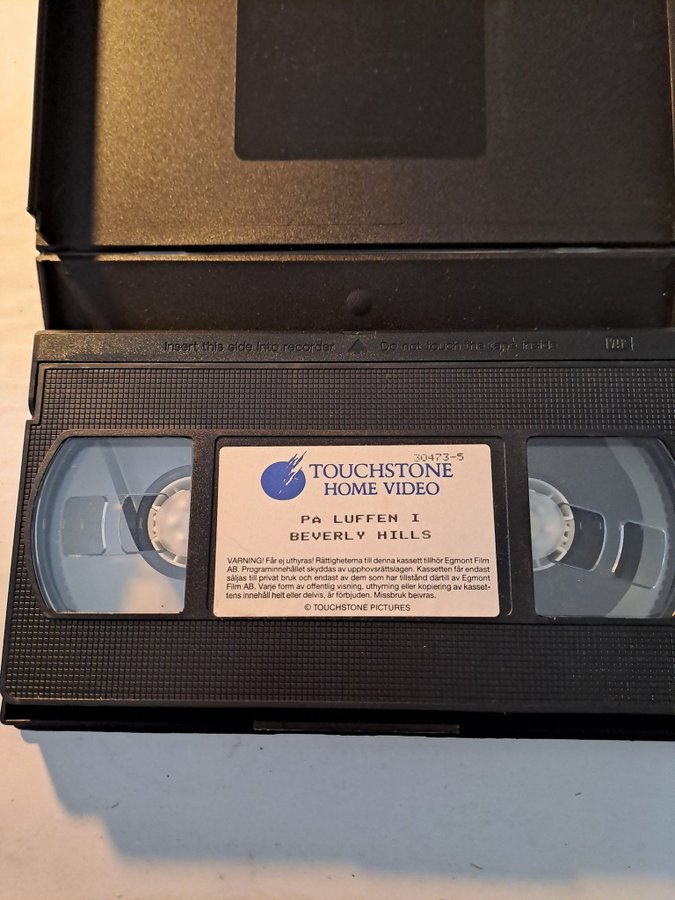 Insert this side into recorder ▲ Do not touch the tape inside
30473-5
TOUCHSTONE
HOME VIDEO
PA LUFFEN I
BEVERLY HILLS
VARNING! Får ej uthyras! Rättigheterna till denna kassett tillhör Egmont Film
AB. Programinnehållet skyddas av upphovsrättslagen. Kassetten får endast
säljas till privat bruk och endast av dem som har tillstånd därtill av Egmont
Film AB. Varje form av offentlig visning, uthyrning eller kopiering av kasset-
tens innehåll helt eller delvis, är förbjuden. Missbruk beivras.
© TOUCHSTONE PICTURES